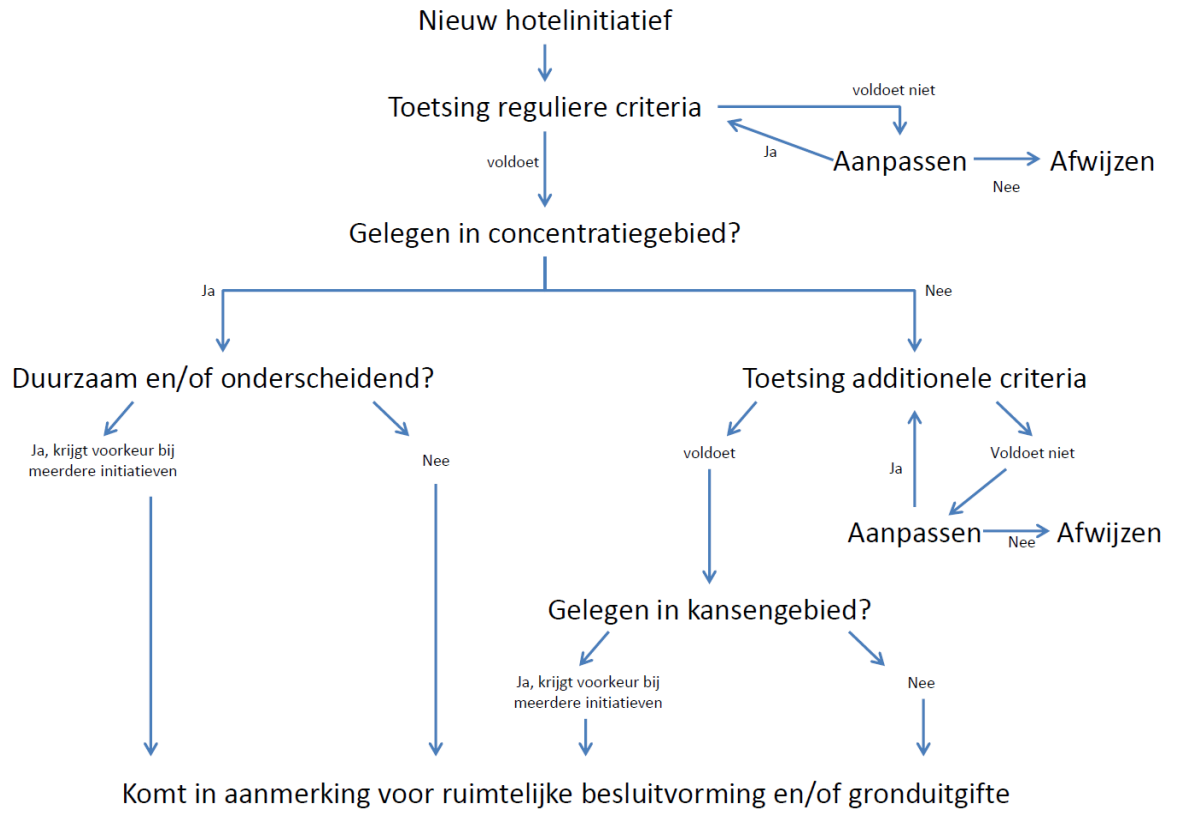 Nieuw hotelinitiatief
voldoet niet
Toetsing reguliere criteria
Ja
Aanpassen
Afwijzen
voldoet
Nee
Gelegen in concentratiegebied?
Ja
Nee
Duurzaam en/of onderscheidend?
Toetsing additionele criteria
Ja, krijgt voorkeur bij
meerdere initiatieven
Nee
voldoet
Voldoet niet
Ja
Aanpassen
Nee
Afwijzen
Gelegen in kansengebied?
Ja, krijgt voorkeur bij
meerdere initiatieven
Nee
Komt in aanmerking voor ruimtelijke besluitvorming en/of gronduitgifte